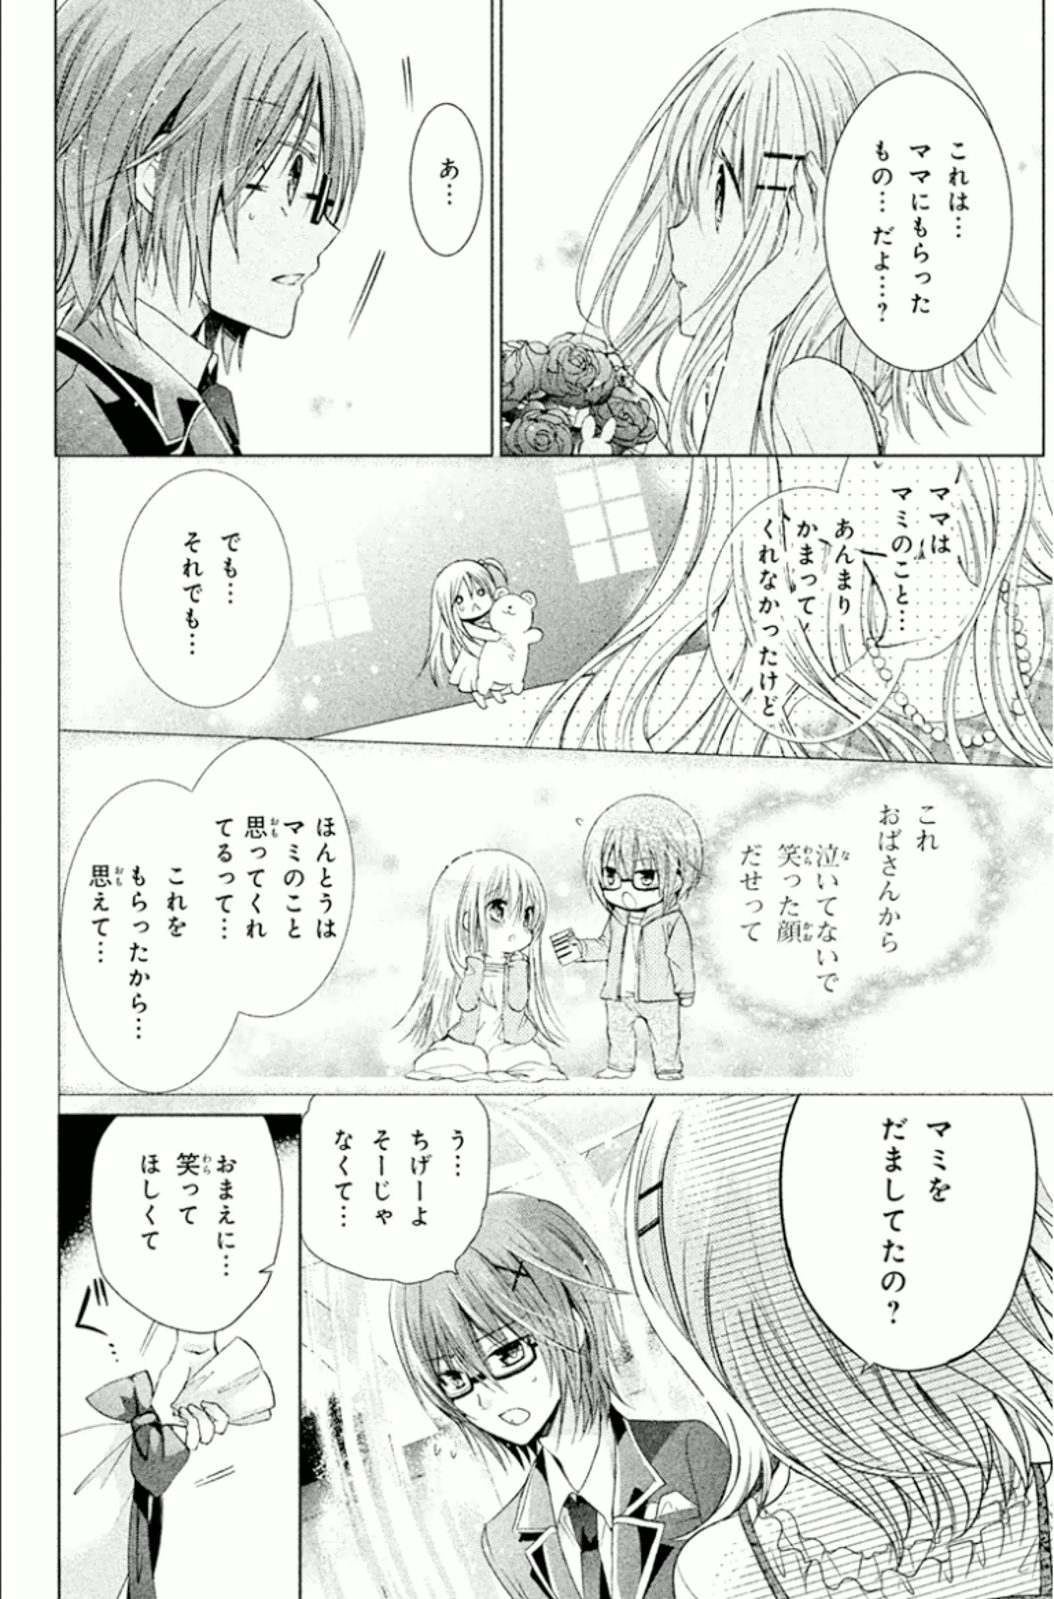 これは…
ママにもらった
もの…だよ…？
あ…
ママは
マミのこと…
あんまり
かまって
くれなかったけど
でも…
それでも…
これ
おばさんから
泣いてないで
笑った顔
だせって
ほんとうは
マミのこと
思ってくれ
てるって…
これを
もらったから…
思えて…
マミを
だましてたの？
う…
ちげーよ
そーじゃ
なくて…
おまえに…
笑って
ほしくて
ぐ…